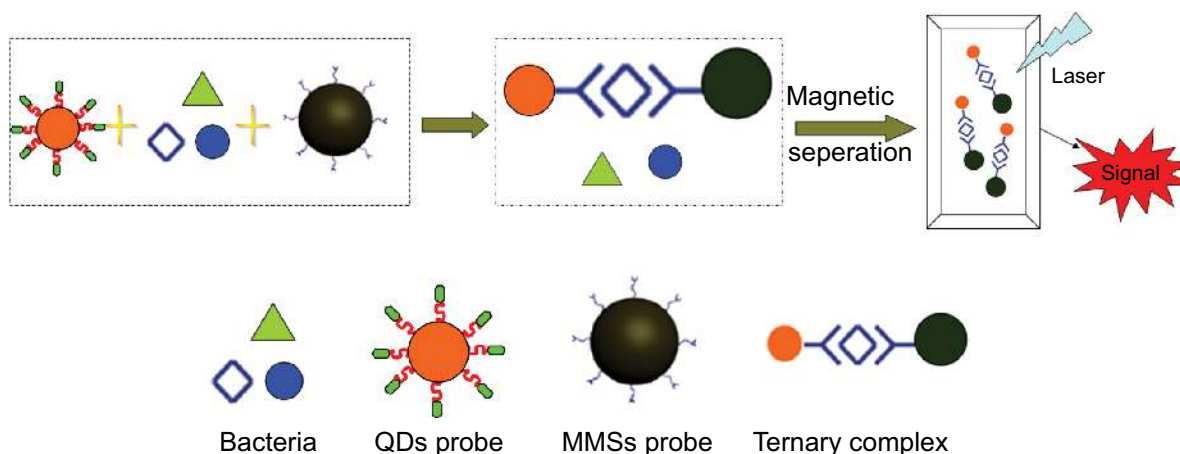 Magnetic
seperation
Laser
Signal
Bacteria
QDs probe
MMSs probe
Ternary complex